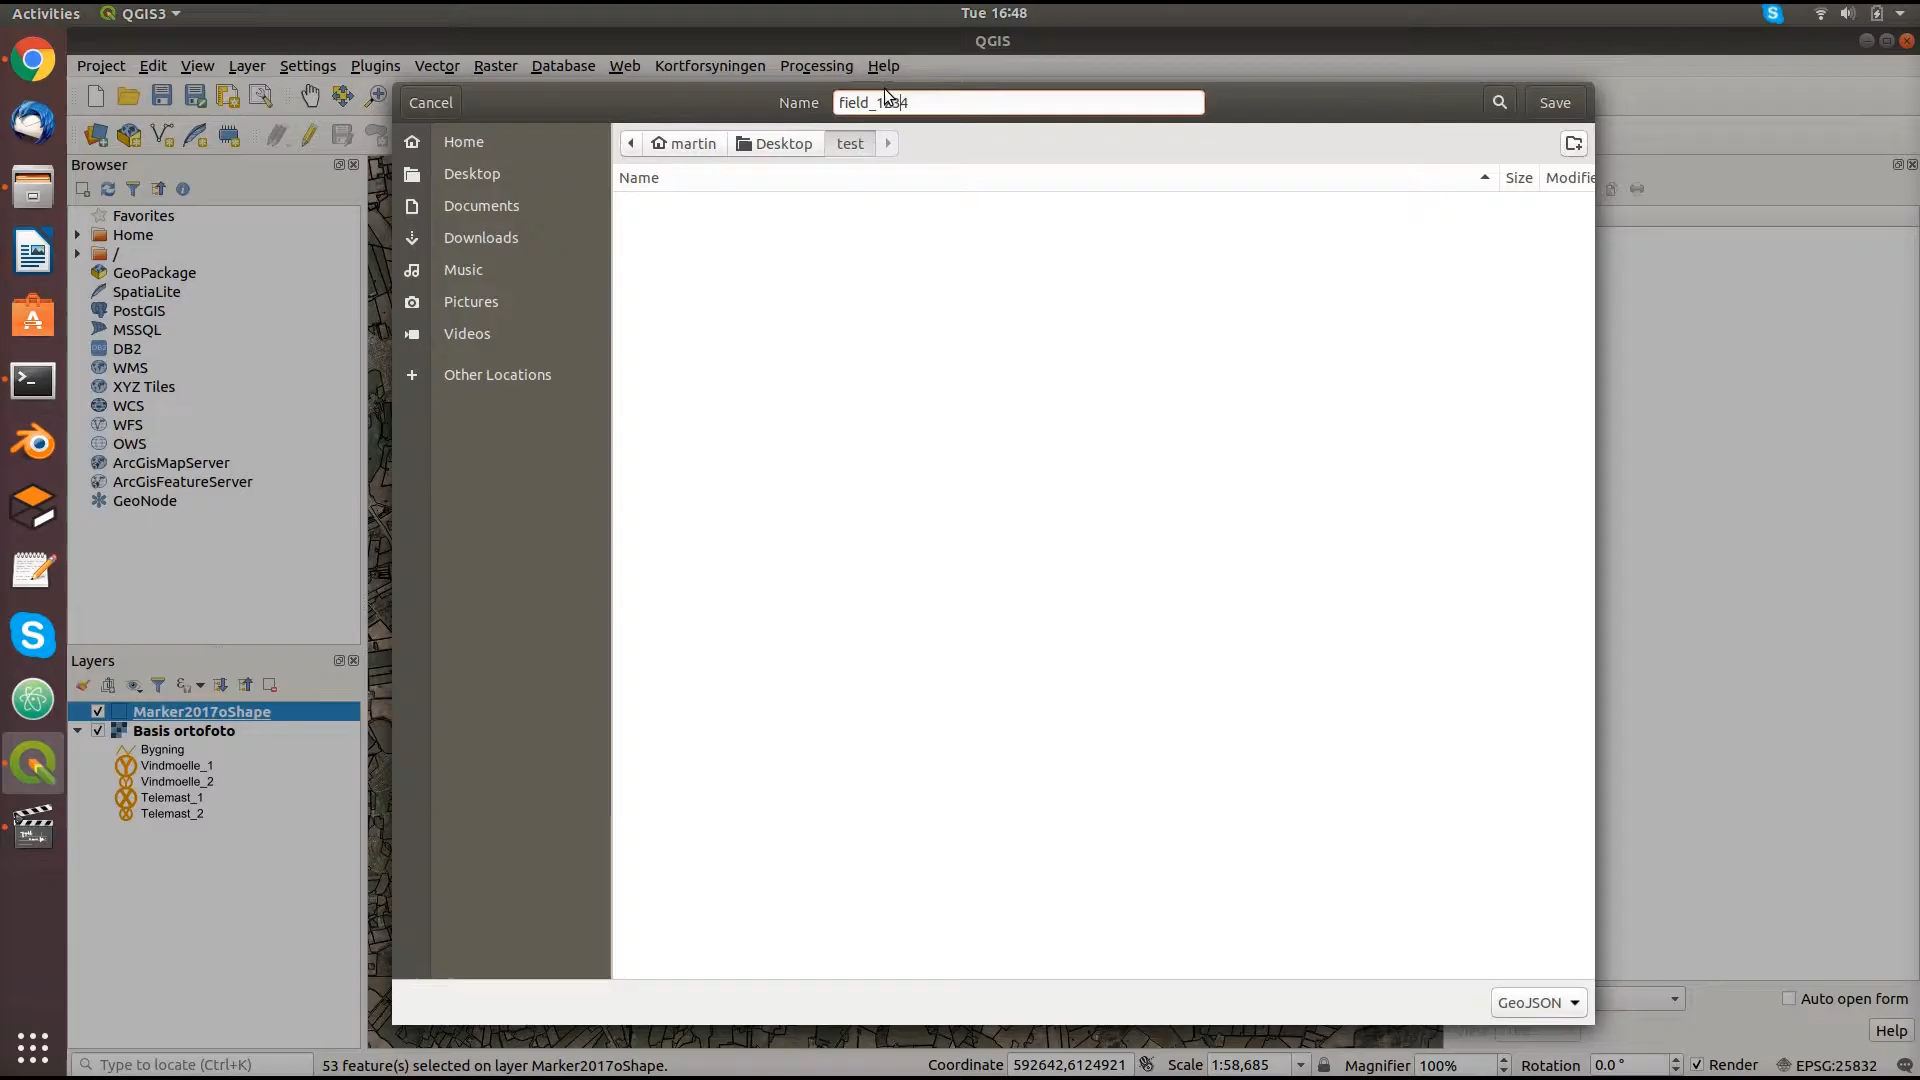 Activities QGIS3 Tue 16:48
QGIS
Project Edit View Layer Settings Plugins Vector Raster Database Web Kortforsyningen Processing Help
Cancel Name Save
martin Desktop test
Name Size Modifie
Home
Desktop
Documents
Downloads
Music
Pictures
Videos
Other Locations
Browser
Favorites
Home
/
GeoPackage
SpatiaLite
PostGIS
MSSQL
DB2
WMS
XYZ Tiles
WCS
WFS
OWS
ArcGisMapServer
ArcGisFeatureServer
GeoNode
Layers
Marker2017oShape
Basis ortofoto
Bygning
Vindmoelle_1
Vindmoelle_2
Telemast_1
Telemast_2
GeoJSON
Auto open form
Help
Type to locate (Ctrl+K) 53 feature(s) selected on layer Marker2017oShape. Coordinate 592642,6124921 Scale 1:58,685 Magnifier 100% Rotation 0.0 ° Render EPSG:25832